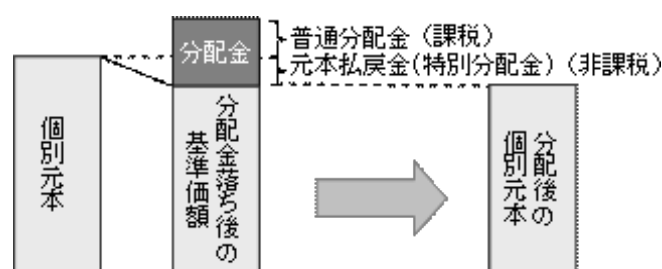 分配金
普通分配金（課税）
元本払戻金(特別分配金)（非課税）
個別元本
分配金落ち後の
基準価額
分配後の
個別元本